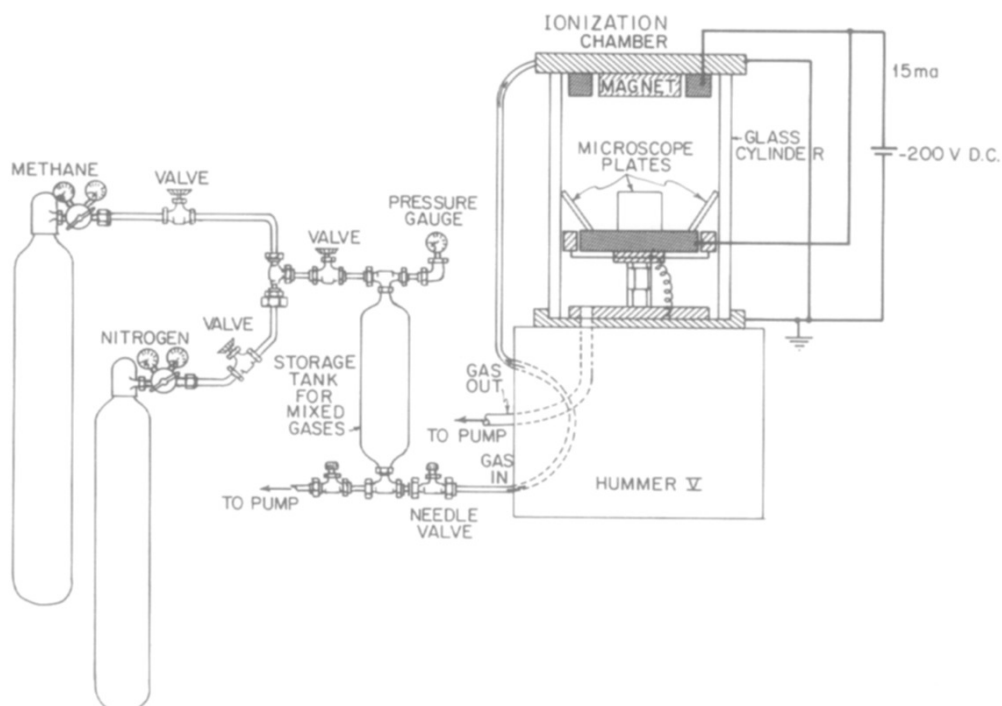 IONIZATION
CHAMBER
MAGNET
15ma
GLASS
CYLINDER
-200 V D.C.
MICROSCOPE
PLATES
METHANE
VALVE
PRESSURE
GAUGE
VALVE
NITROGEN
VALVE
STORAGE
TANK
FOR
MIXED
GASES
GAS
OUT
TO PUMP
GAS
IN
HUMMER V
TO PUMP
NEEDLE
VALVE